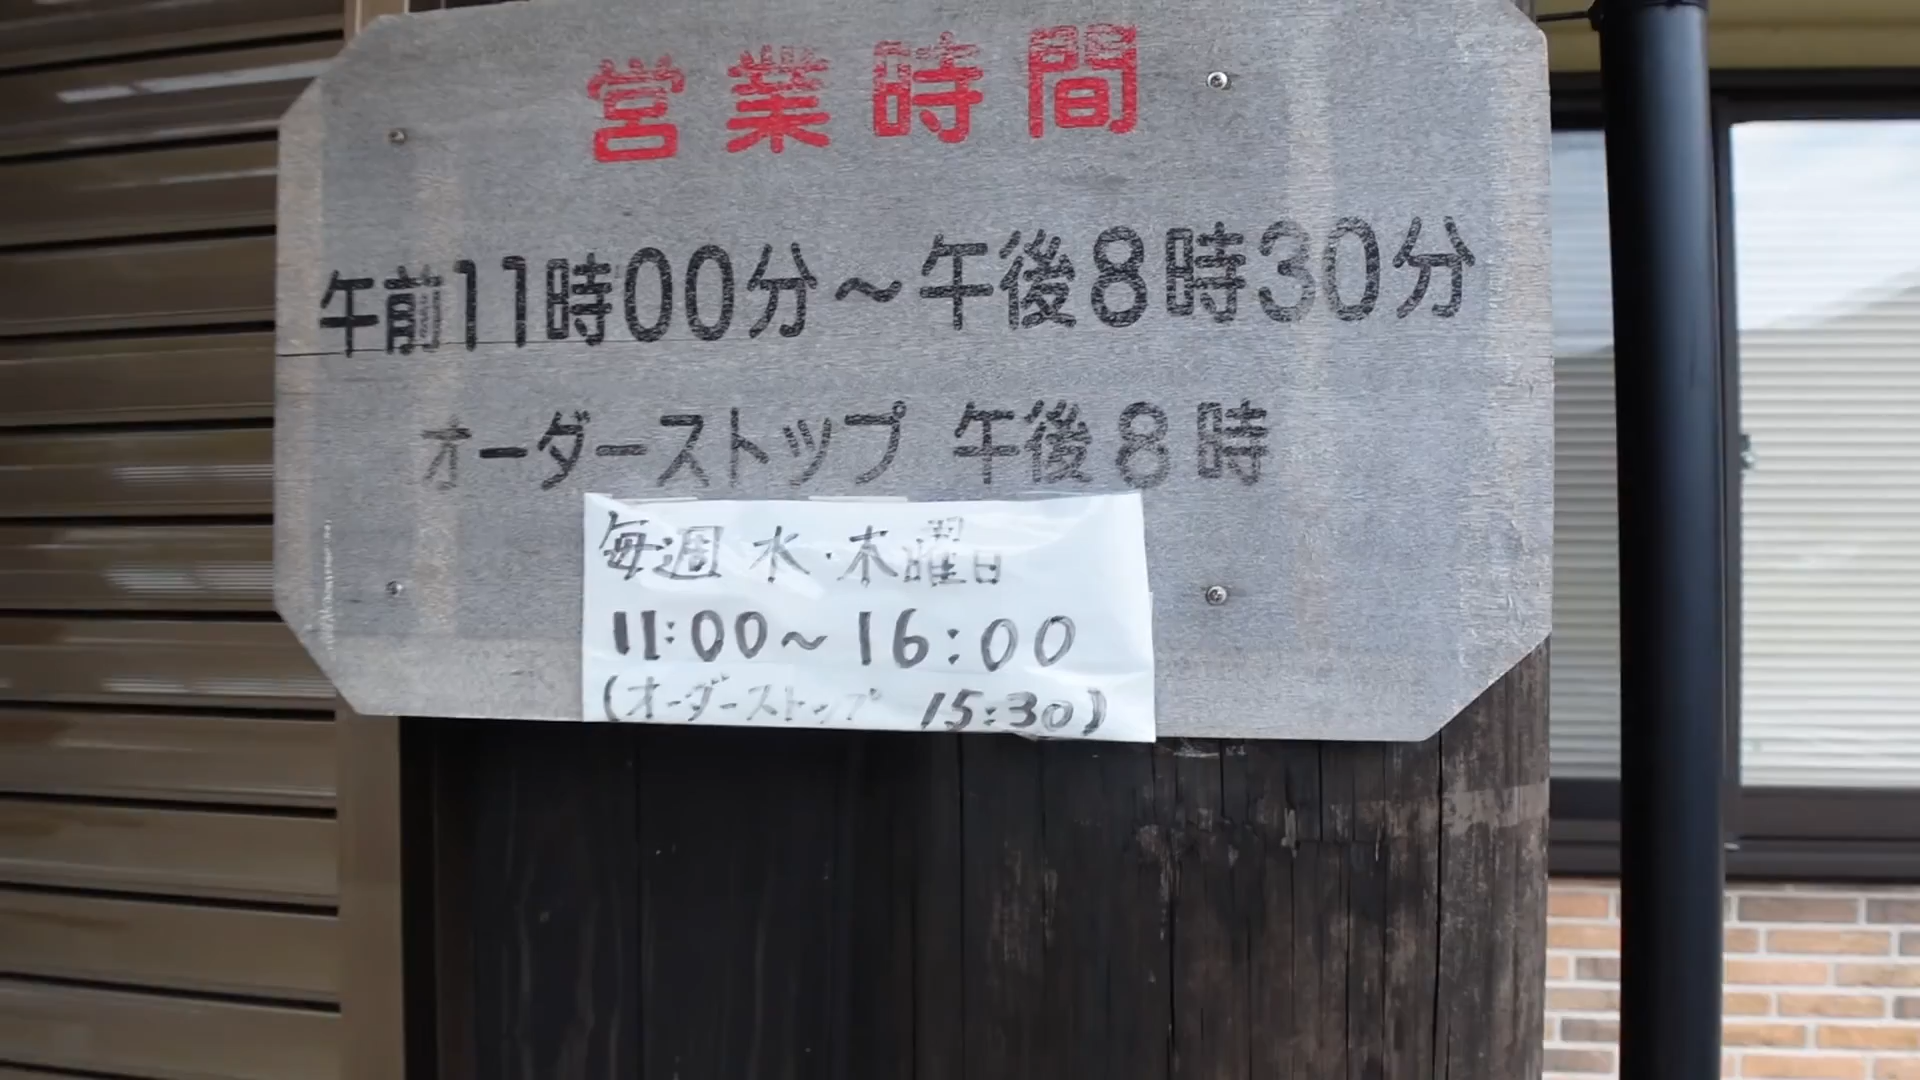 営業時間
午前11時00分～午後8時30分
オーダーストップ 午後8時
毎週 水・木曜日
11:00～16:00
(オーダーストップ 15:30)